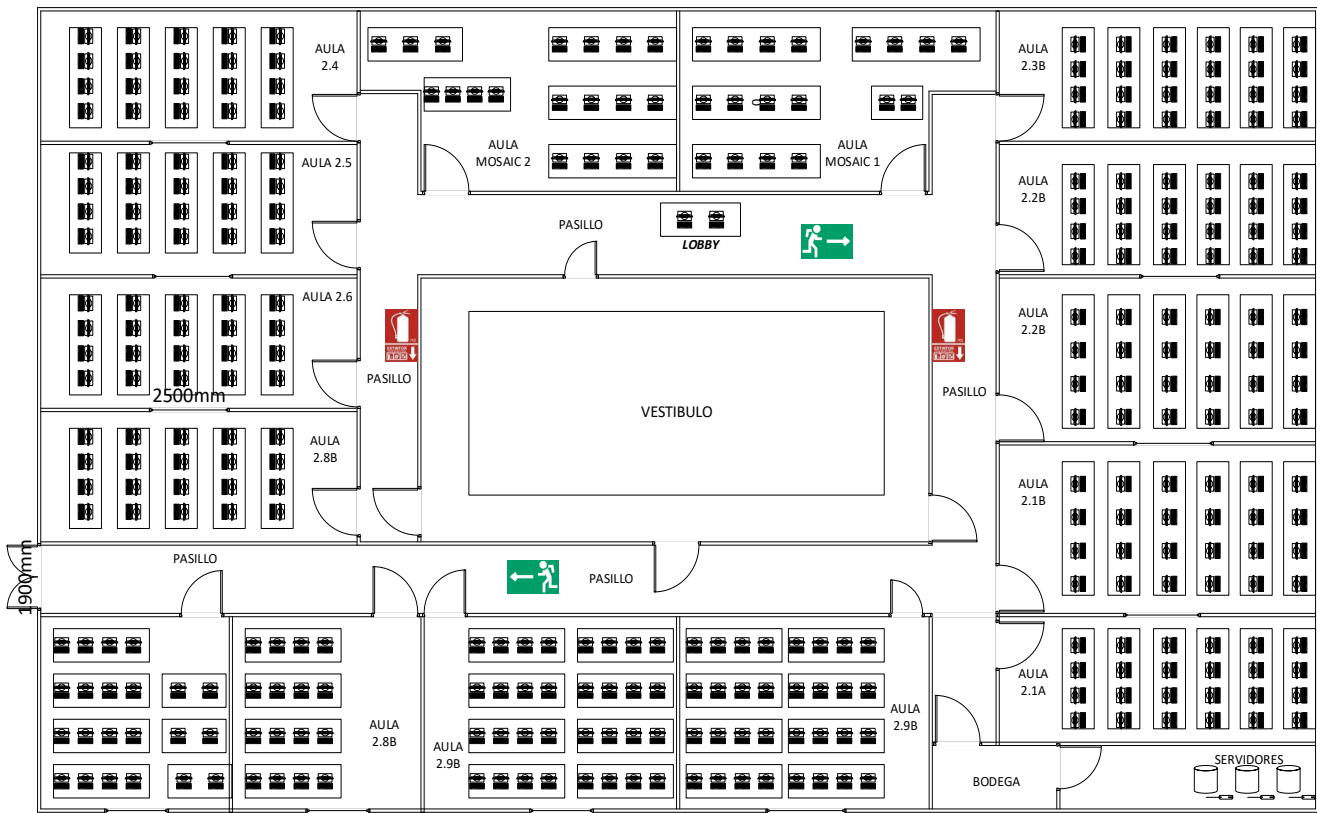 AULA
2.4
AULA
2.3B
AULA
MOSAIC 2
AULA
MOSAIC 1
AULA 2.5
AULA
2.2B
PASILLO
LOBBY
AULA 2.6
AULA
2.2B
EXTINTOR
EXTINTOR
PASILLO
PASILLO
2500mm
VESTIBULO
AULA
2.8B
AULA
2.1B
1900mm
PASILLO
PASILLO
AULA
2.1A
AULA
2.8B
AULA
2.9B
AULA
2.9B
BODEGA
SERVIDORES